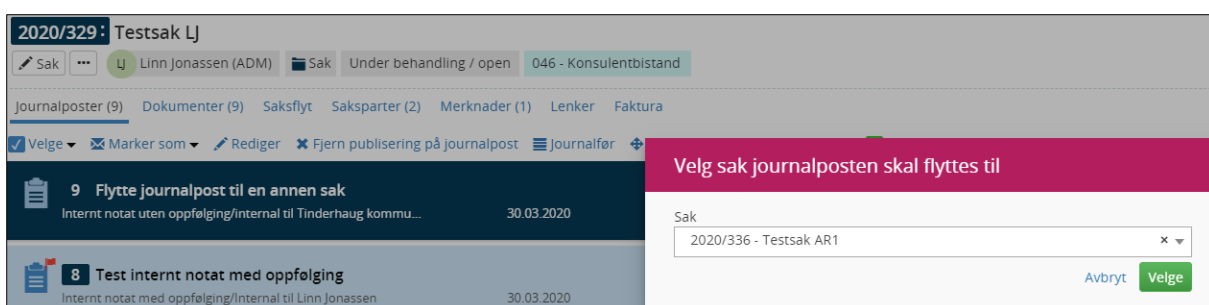 2020/329: Testsak LJ
Sak ... LJ Linn Jonassen (ADM) Sak Under behandling / open 046 - Konsulentbistand
Journalposter (9) Dokumenter (9) Saksflyt Saksparter (2) Merknader (1) Lenker Faktura
Velge Marker som Rediger Fjern publisering på journalpost Journalfør
Velg sak journalposten skal flyttes til
9 Flytte journalpost til en annen sak
Internt notat uten oppfølging/internal til Tinderhaug kommu... 30.03.2020
Sak
2020/336 - Testsak AR1 ×
Avbryt Velge
8 Test internt notat med oppfølging
Internt notat med oppfølging/Internal til Linn Jonassen 30.03.2020